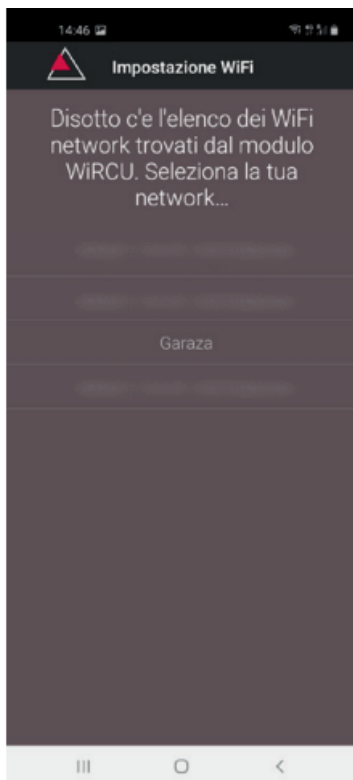 14:46
Impostazione WiFi
Disotto c'e l'elenco dei WiFi
network trovati dal modulo
WiRCU. Seleziona la tua
network...
Garaza